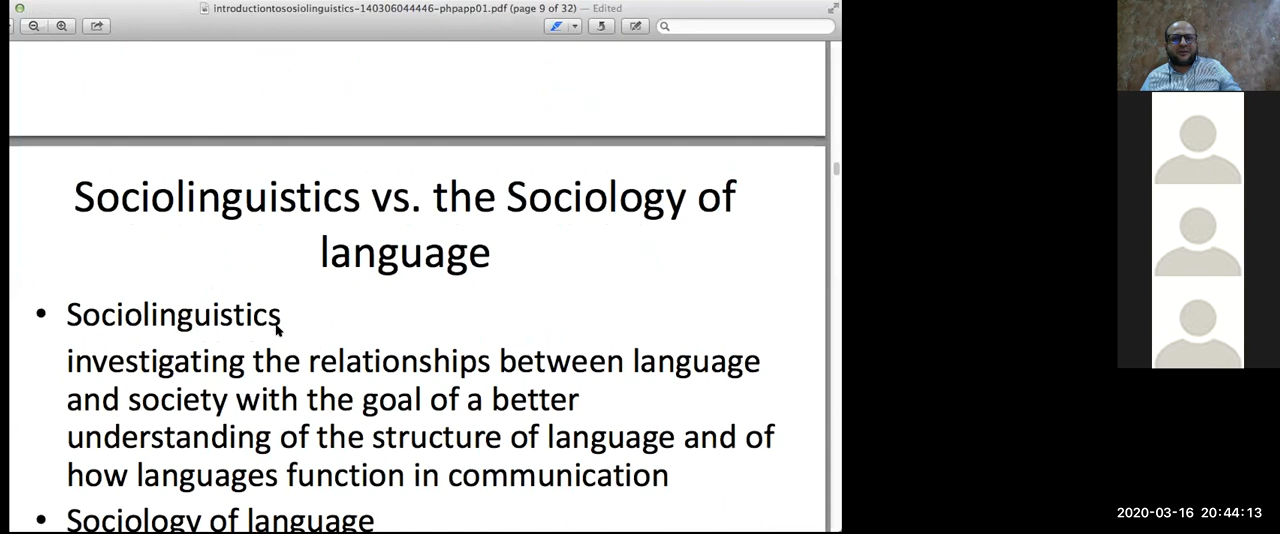 introductiontososiolinguistics-140306044446-phpapp01.pdf (page 9 of 32) — Edited
Sociolinguistics vs. the Sociology of
language
• Sociolinguistics
investigating the relationships between language
and society with the goal of a better
understanding of the structure of language and of
how languages function in communication
• Sociology of language
2020-03-16 20:44:13